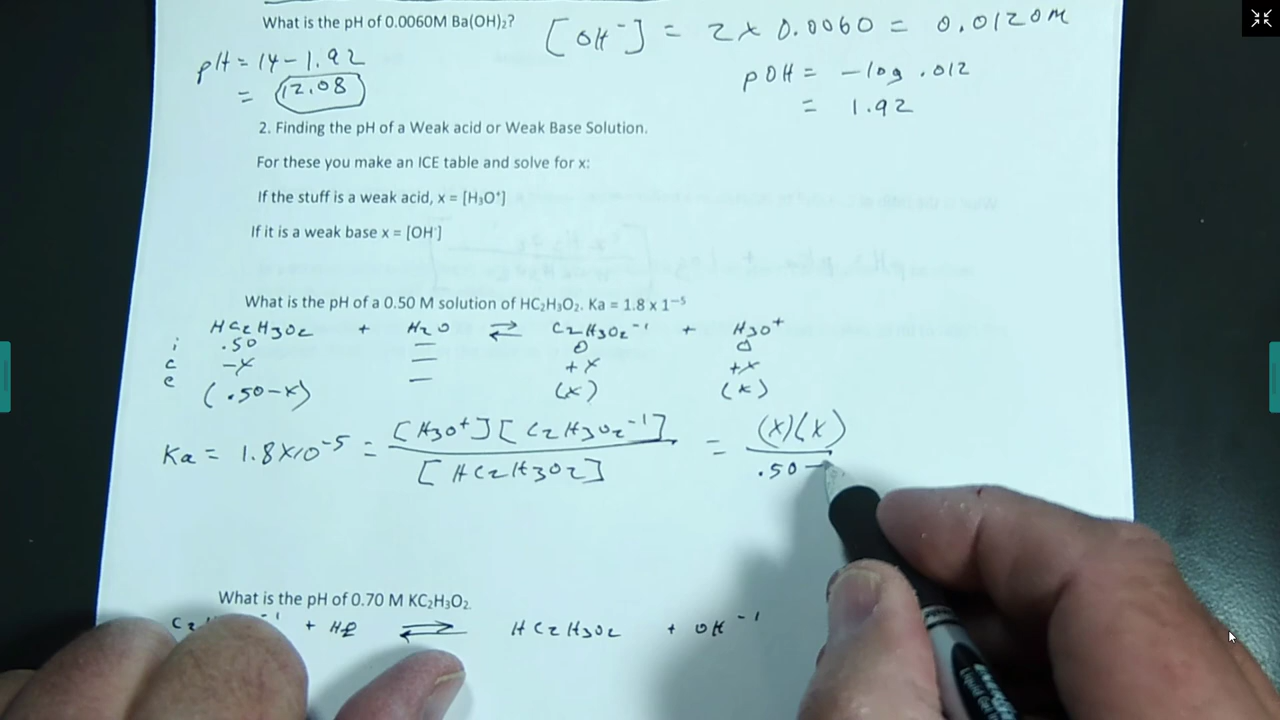 What is the pH of 0.0060M Ba(OH)₂? [OH⁻] = 2 x 0.0060 = 0.0120M
pH = 14 - 1.92
= 12.08
pOH = -log .012
= 1.92
2. Finding the pH of a Weak acid or Weak Base Solution.
For these you make an ICE table and solve for x:
If the stuff is a weak acid, x = [H₃O⁺]
If it is a weak base x = [OH⁻]
What is the pH of a 0.50 M solution of HC₂H₃O₂. Ka = 1.8 x 1⁻⁵
HC₂H₃O₂ + H₂O ⇌ C₂H₃O₂⁻¹ + H₃O⁺
i .50 — 0 0
c -x — +x +x
e (.50-x) — (x) (x)
Ka = 1.8x10⁻⁵ = [H₃O⁺][C₂H₃O₂⁻¹] / [HC₂H₃O₂] = (x)(x) / .50 -
What is the pH of 0.70 M KC₂H₃O₂.
C₂ ⁻¹ + ⇌ HC₂H₃O₂ + OH⁻¹